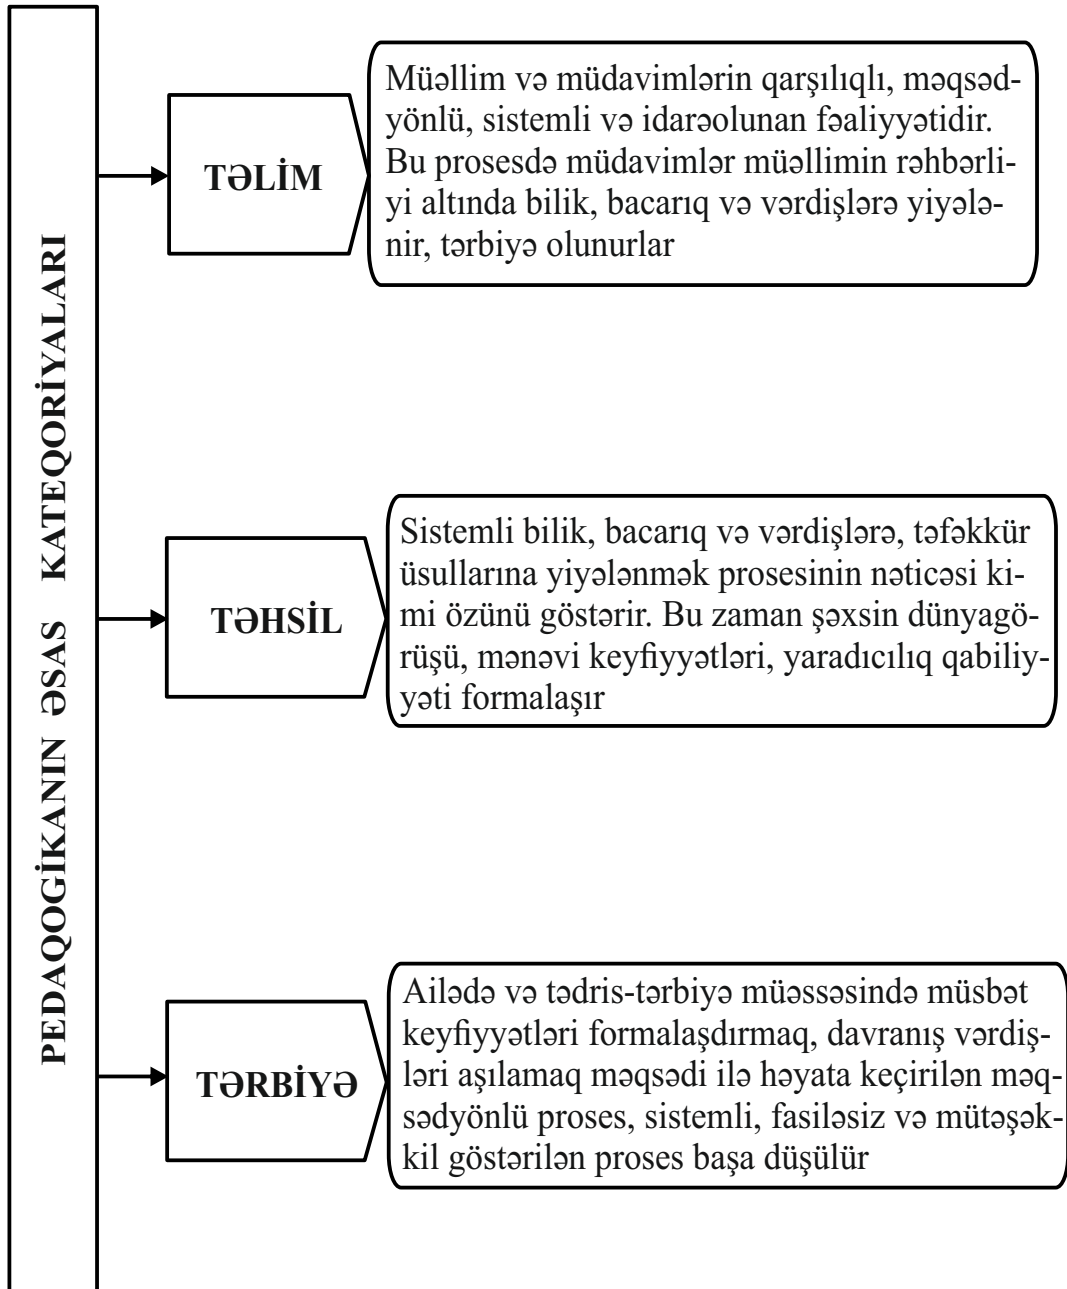 PEDAQOGİKANIN ƏSAS KATEQORİYALARI
TƏLİM
Müəllim və müdavimlərin qarşılıqlı, məqsəd-
yönlü, sistemli və idarəolunan fəaliyyətidir.
Bu prosesdə müdavimlər müəllimin rəhbərli-
yi altında bilik, bacarıq və vərdişlərə yiyələ-
nir, tərbiyə olunurlar
TƏHSİL
Sistemli bilik, bacarıq və vərdişlərə, təfəkkür
üsullarına yiyələnmək prosesinin nəticəsi ki-
mi özünü göstərir. Bu zaman şəxsin dünyagö-
rüşü, mənəvi keyfiyyətləri, yaradıcılıq qabiliy-
yəti formalaşır
TƏRBİYƏ
Ailədə və tədris-tərbiyə müəssəsində müsbət
keyfiyyətləri formalaşdırmaq, davranış vərdiş-
ləri aşılamaq məqsədi ilə həyata keçirilən məq-
sədyönlü proses, sistemli, fasiləsiz və mütəşək-
kil göstərilən proses başa düşülür